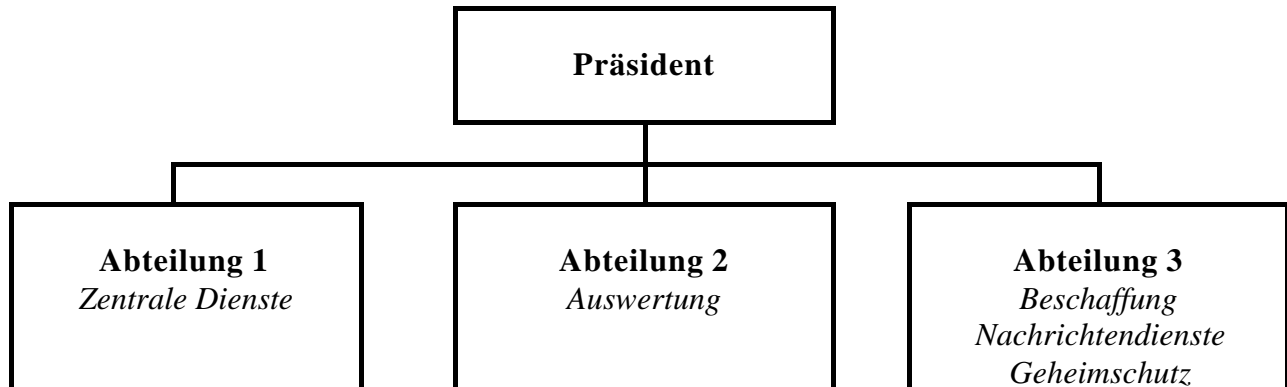 Präsident
Abteilung 1
Zentrale Dienste
Abteilung 2
Auswertung
Abteilung 3
Beschaffung
Nachrichtendienste
Geheimschutz